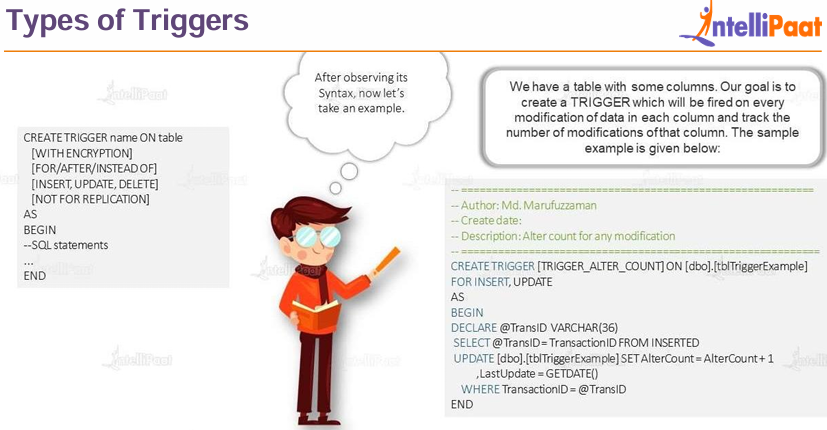 Types of Triggers
IntelliPaat
After observing its
Syntax, now let's
take an example.
We have a table with some columns. Our goal is to
create a TRIGGER which will be fired on every
modification of data in each column and track the
number of modifications of that column. The sample
example is given below:
CREATE TRIGGER name ON table
[WITH ENCRYPTION]
[FOR/AFTER/INSTEAD OF]
[INSERT, UPDATE, DELETE]
[NOT FOR REPLICATION]
AS
BEGIN
--SQL statements
...
END
-- =========================================================
-- Author: Md. Marufuzzaman
-- Create date:
-- Description: Alter count for any modification
-- ==========================================================
CREATE TRIGGER [TRIGGER_ALTER_COUNT] ON [dbo].[tblTriggerExample]
FOR INSERT, UPDATE
AS
BEGIN
DECLARE @TransID VARCHAR(36)
SELECT @TransID = TransactionID FROM INSERTED
UPDATE [dbo].[tblTriggerExample] SET AlterCount = AlterCount + 1
,LastUpdate = GETDATE()
WHERE TransactionID = @TransID
END